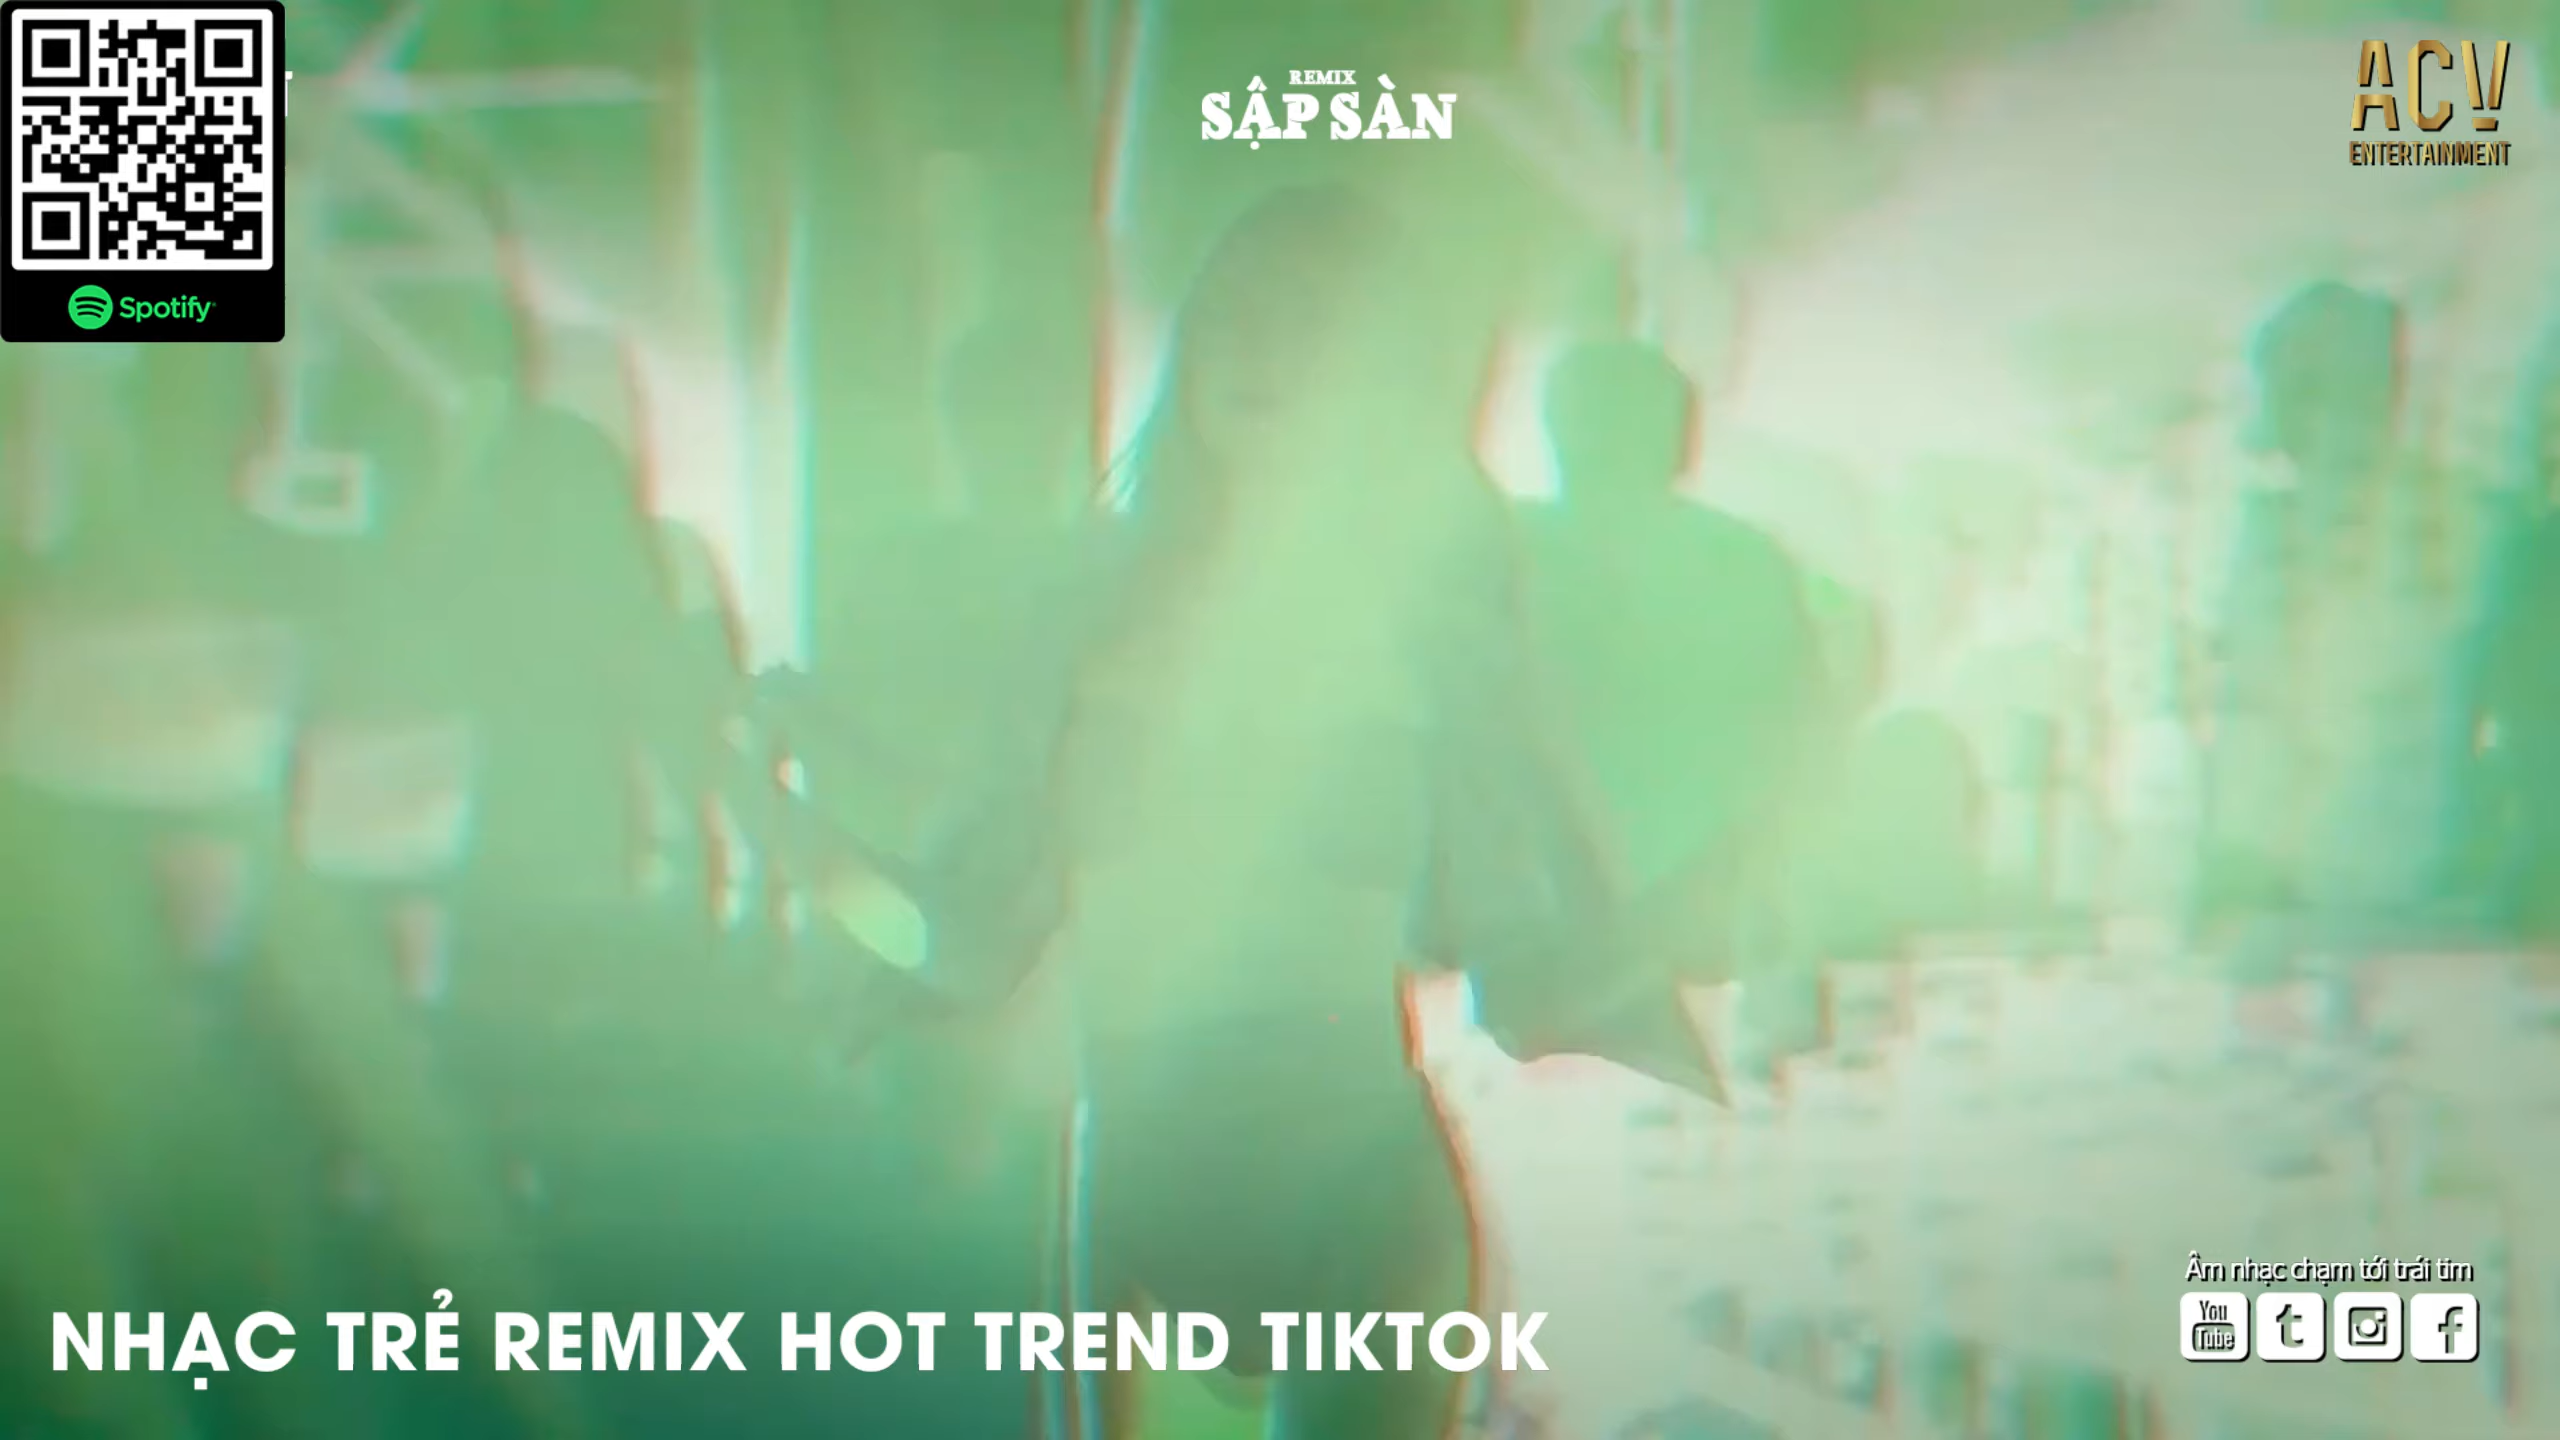 REMIX
SẬP SÀN
ACV
ENTERTAINMENT
Spotify
Âm nhạc chạm tới trái tim
You
Tube
NHẠC TRẺ REMIX HOT TREND TIKTOK